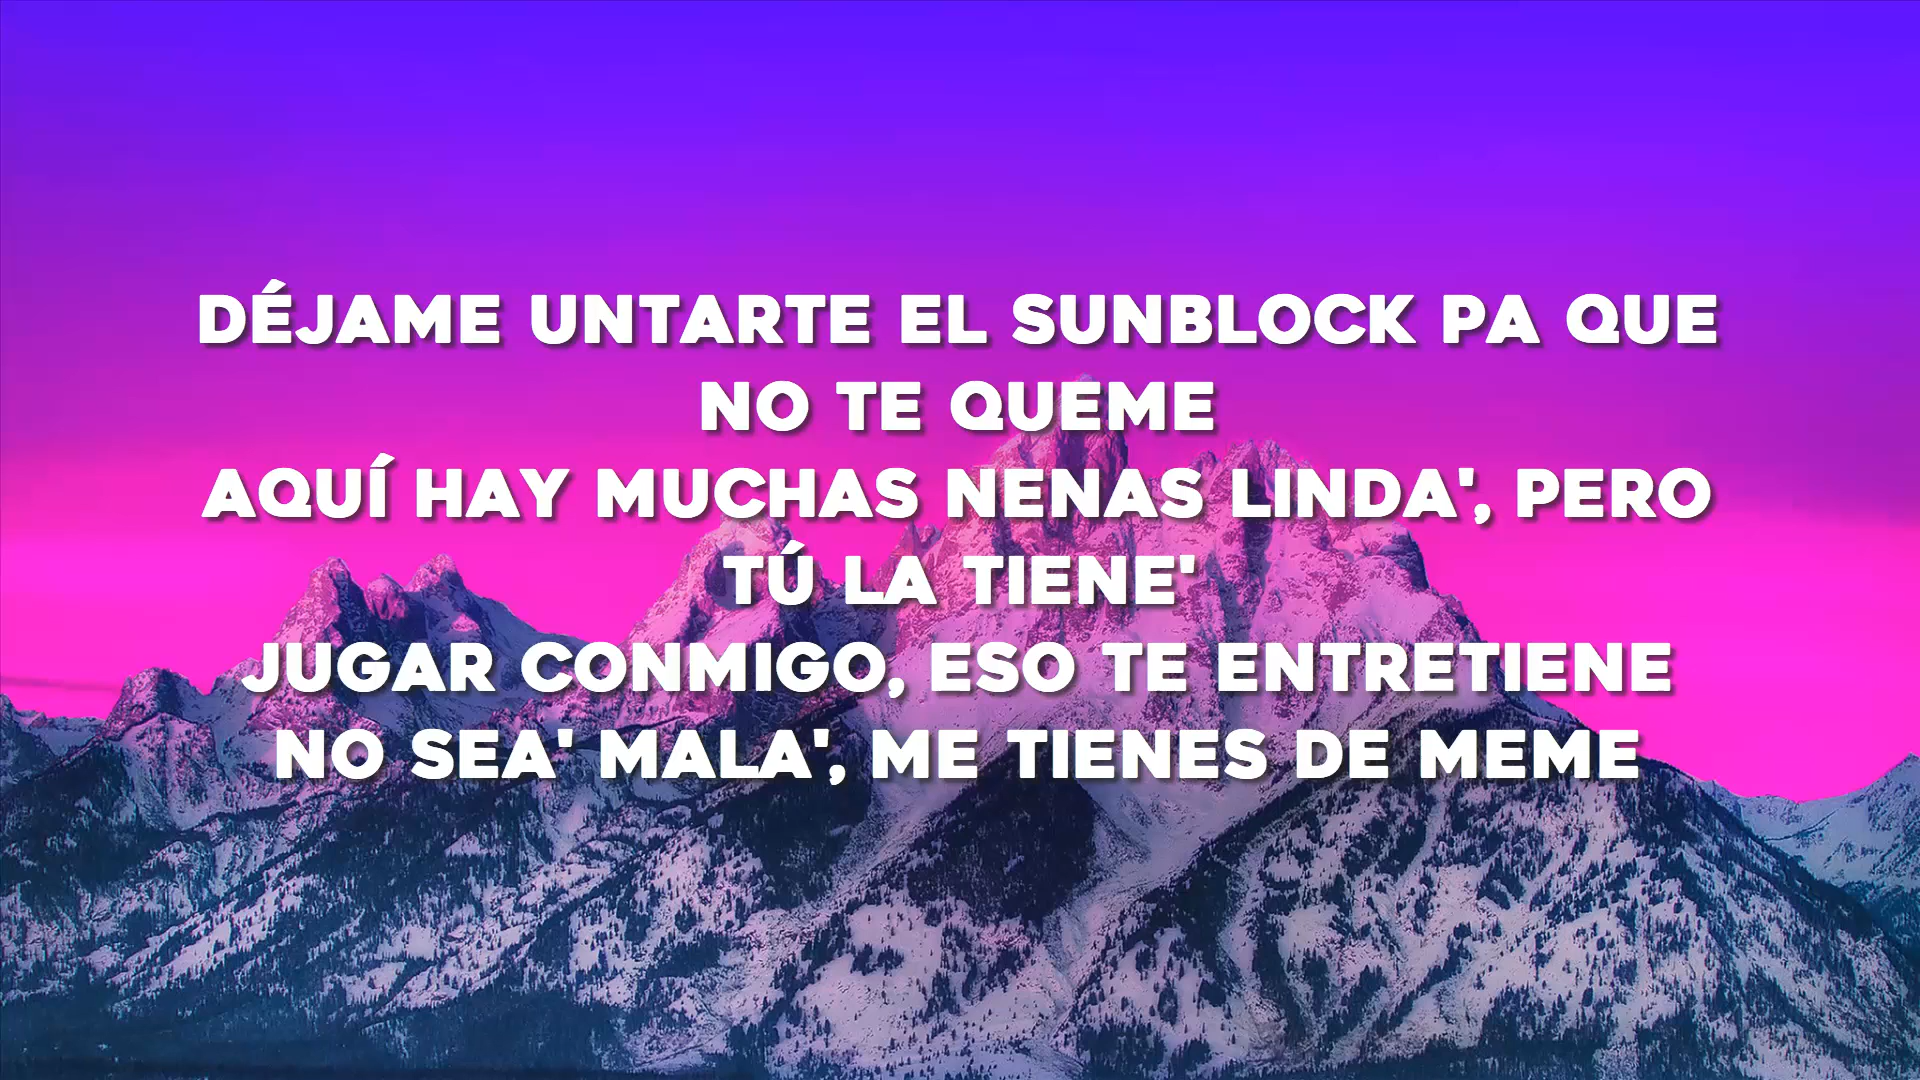 DÉJAME UNTARTE EL SUNBLOCK PA QUE
NO TE QUEME
AQUÍ HAY MUCHAS NENAS LINDA', PERO
TÚ LA TIENE'
JUGAR CONMIGO, ESO TE ENTRETIENE
NO SEA' MALA', ME TIENES DE MEME